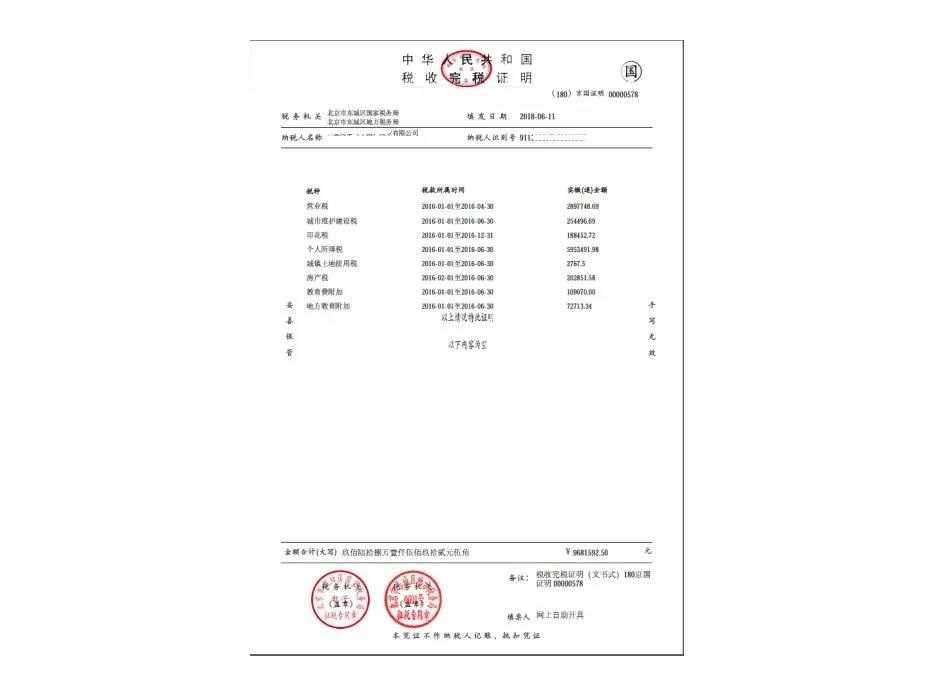 中华人民共和国
税收完税证明
国
(180) 京国证明 00000578
税务机关 北京市东城区国家税务局
北京市东城区地方税务局
填发日期 2018-06-11
纳税人名称 有限公司
纳税人识别号 911
税种 税款所属时间 实缴(退)金额
营业税 2016-01-01至2016-04-30 2897748.69
城市维护建设税 2016-01-01至2016-06-30 254496.69
印花税 2016-01-01至2016-12-31 188452.72
个人所得税 2016-01-01至2016-06-30 5953491.98
城镇土地使用税 2016-01-01至2016-06-30 2767.5
房产税 2016-02-01至2016-06-30 202851.58
教育费附加 2016-01-01至2016-06-30 109070.00
地方教育附加 2016-01-01至2016-06-30 72713.34
以上情况特此证明
以下内容为空
妥善保管
手写无效
金额合计(大写) 玖佰陆拾捌万壹仟伍佰玖拾贰元伍角 ¥ 9681592.50 元
税务机关
(盖章)
征税专用章
税务机关
(盖章)
征税专用章
备注: 税收完税证明(文书式)180京国
证明00000578
填票人 网上自助开具
本凭证不作纳税人记账、抵扣凭证